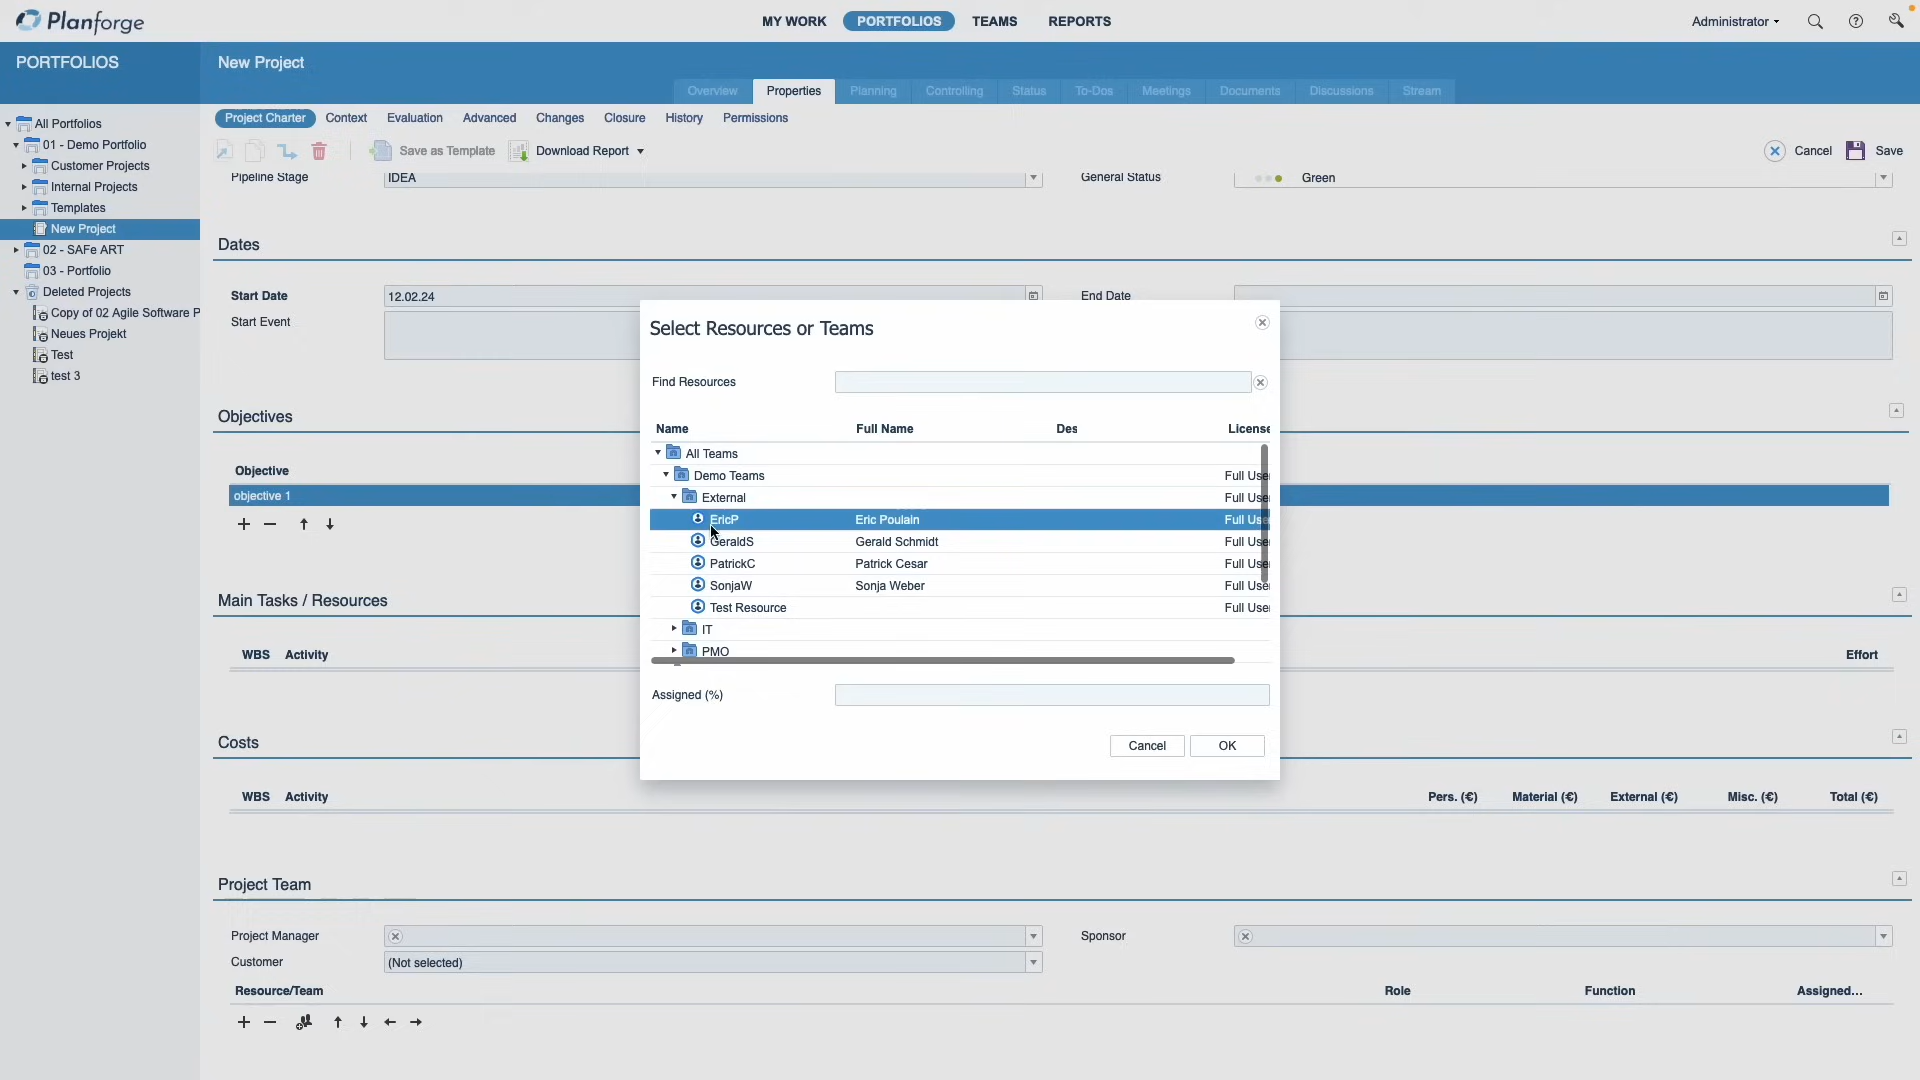 Planforge
MY WORK PORTFOLIOS TEAMS REPORTS
Administrator
PORTFOLIOS
New Project
Overview Properties Planning Controlling Status To-Dos Meetings Documents Discussions Stream
Project Charter Context Evaluation Advanced Changes Closure History Permissions
Save as Template Download Report
Cancel Save
All Portfolios
01 - Demo Portfolio
Customer Projects
Internal Projects
Templates
New Project
02 - SAFe ART
03 - Portfolio
Deleted Projects
Copy of 02 Agile Software P
Neues Projekt
Test
test 3
Pipeline Stage IDEA General Status Green
Dates
Start Date 12.02.24 End Date
Start Event
Objectives
Objective
objective 1
Main Tasks / Resources
WBS Activity Effort
Costs
WBS Activity Pers. (€) Material (€) External (€) Misc. (€) Total (€)
Project Team
Project Manager Sponsor
Customer (Not selected)
Resource/Team Role Function Assigned...
Select Resources or Teams
Find Resources
Name Full Name Des License
All Teams
Demo Teams Full Use
External Full Use
EricP Eric Poulain Full Use
GeraldS Gerald Schmidt Full Use
PatrickC Patrick Cesar Full Use
SonjaW Sonja Weber Full Use
Test Resource Full Use
IT
PMO
Assigned (%)
Cancel OK